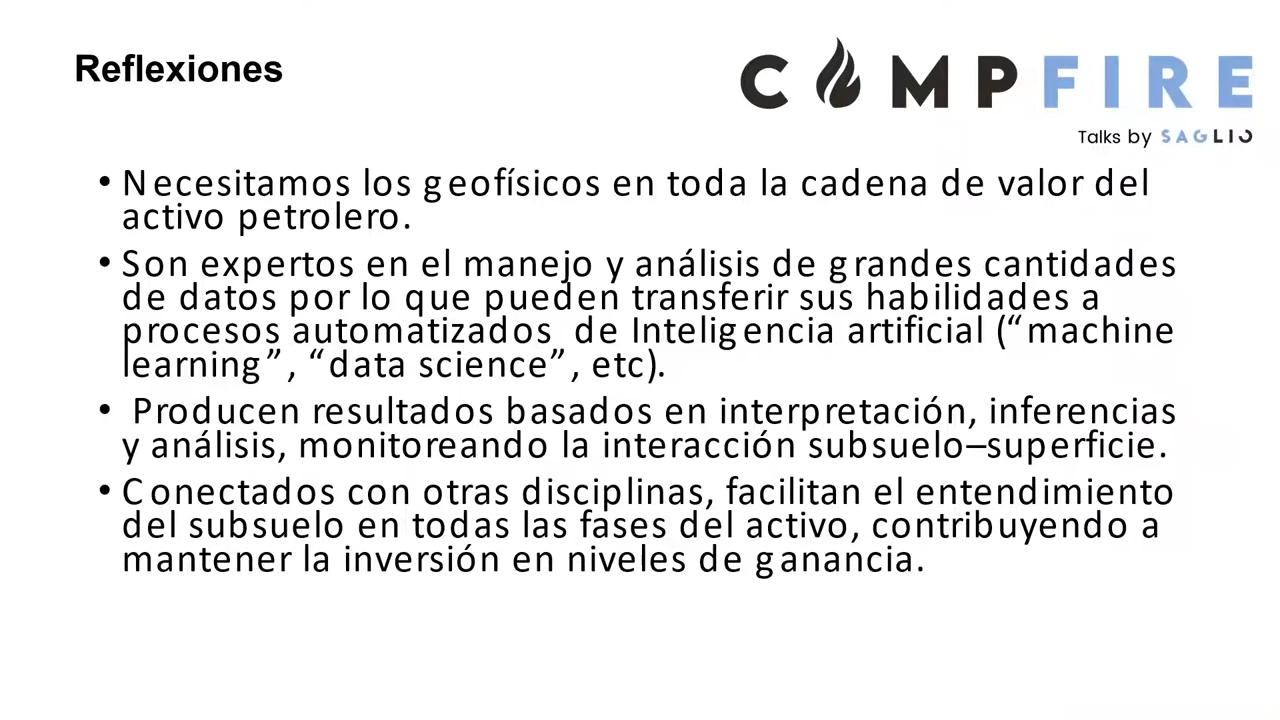 Reflexiones
CAMPFIRE
Talks by SAGLIO
• Necesitamos los geofísicos en toda la cadena de valor del
activo petrolero.
• Son expertos en el manejo y análisis de grandes cantidades
de datos por lo que pueden transferir sus habilidades a
procesos automatizados de Inteligencia artificial (“machine
learning”, “data science”, etc).
• Producen resultados basados en interpretación, inferencias
y análisis, monitoreando la interacción subsuelo–superficie.
• Conectados con otras disciplinas, facilitan el entendimiento
del subsuelo en todas las fases del activo, contribuyendo a
mantener la inversión en niveles de ganancia.